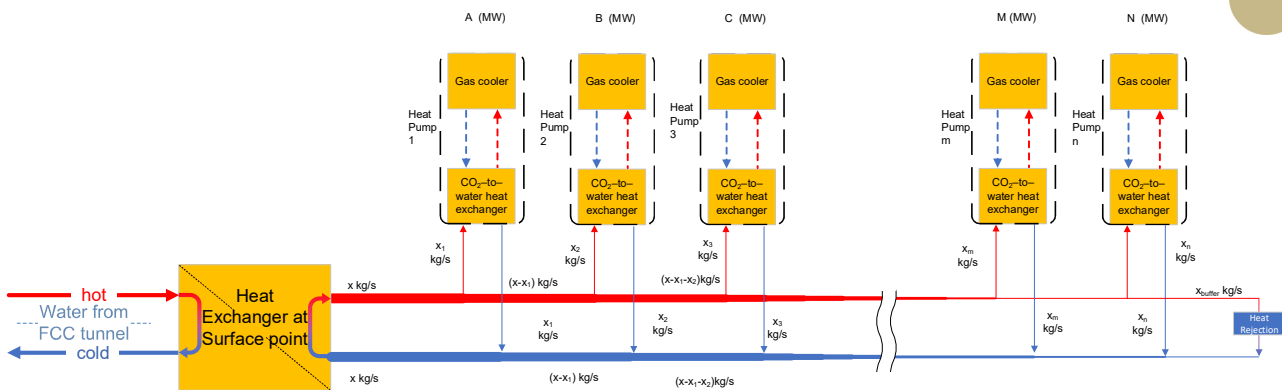 A (MW)
B (MW)
C (MW)
M (MW)
N (MW)
Gas cooler
Gas cooler
Gas cooler
Gas cooler
Gas cooler
Heat
Pump
1
Heat
Pump
2
Heat
Pump
3
Heat
Pump
m
Heat
Pump
n
CO₂–to–
water heat
exchanger
CO₂–to–
water heat
exchanger
CO₂–to–
water heat
exchanger
CO₂–to–
water heat
exchanger
CO₂–to–
water heat
exchanger
x₁
kg/s
x₂
kg/s
x₃
kg/s
xₘ
kg/s
xₙ
kg/s
x kg/s
(x-x₁) kg/s
(x-x₁-x₂)kg/s
x_buffer kg/s
hot
Water from
FCC tunnel
cold
Heat
Exchanger at
Surface point
x₁
kg/s
x₂
kg/s
x₃
kg/s
xₘ
kg/s
xₙ
kg/s
Heat
Rejection
x kg/s
(x-x₁) kg/s
(x-x₁-x₂)kg/s